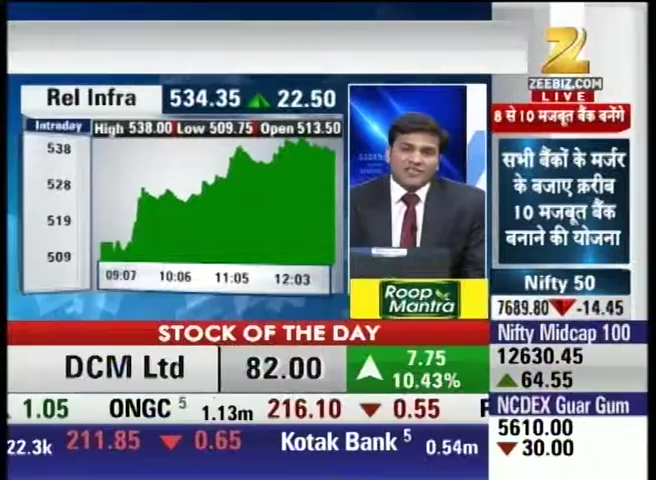 Z
ZEEBIZ.COM
LIVE
Rel Infra 534.35 22.50
Intraday High 538.00 Low 509.75 Open 513.50
538
528
519
509
09:07 10:06 11:05 12:03
8 से 10 मजबूत बैंक बनेंगे
सभी बैंकों के मर्जर
के बजाए क़रीब
10 मजबूत बैंक
बनाने की योजना
Roop
Mantra
Nifty 50
7689.80 -14.45
Nifty Midcap 100
12630.45
64.55
NCDEX Guar Gum
5610.00
30.00
STOCK OF THE DAY
DCM Ltd 82.00 7.75
10.43%
1.05 ONGC 5 1.13m 216.10 0.55
22.3k 211.85 0.65 Kotak Bank 5 0.54m